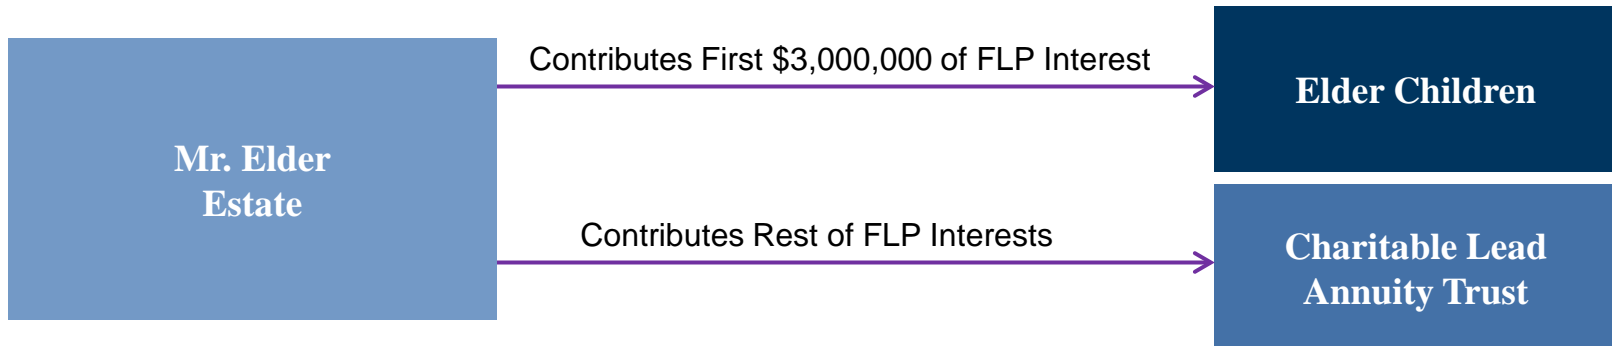 Mr. Elder
Estate
Contributes First $3,000,000 of FLP Interest
Elder Children
Contributes Rest of FLP Interests
Charitable Lead
Annuity Trust